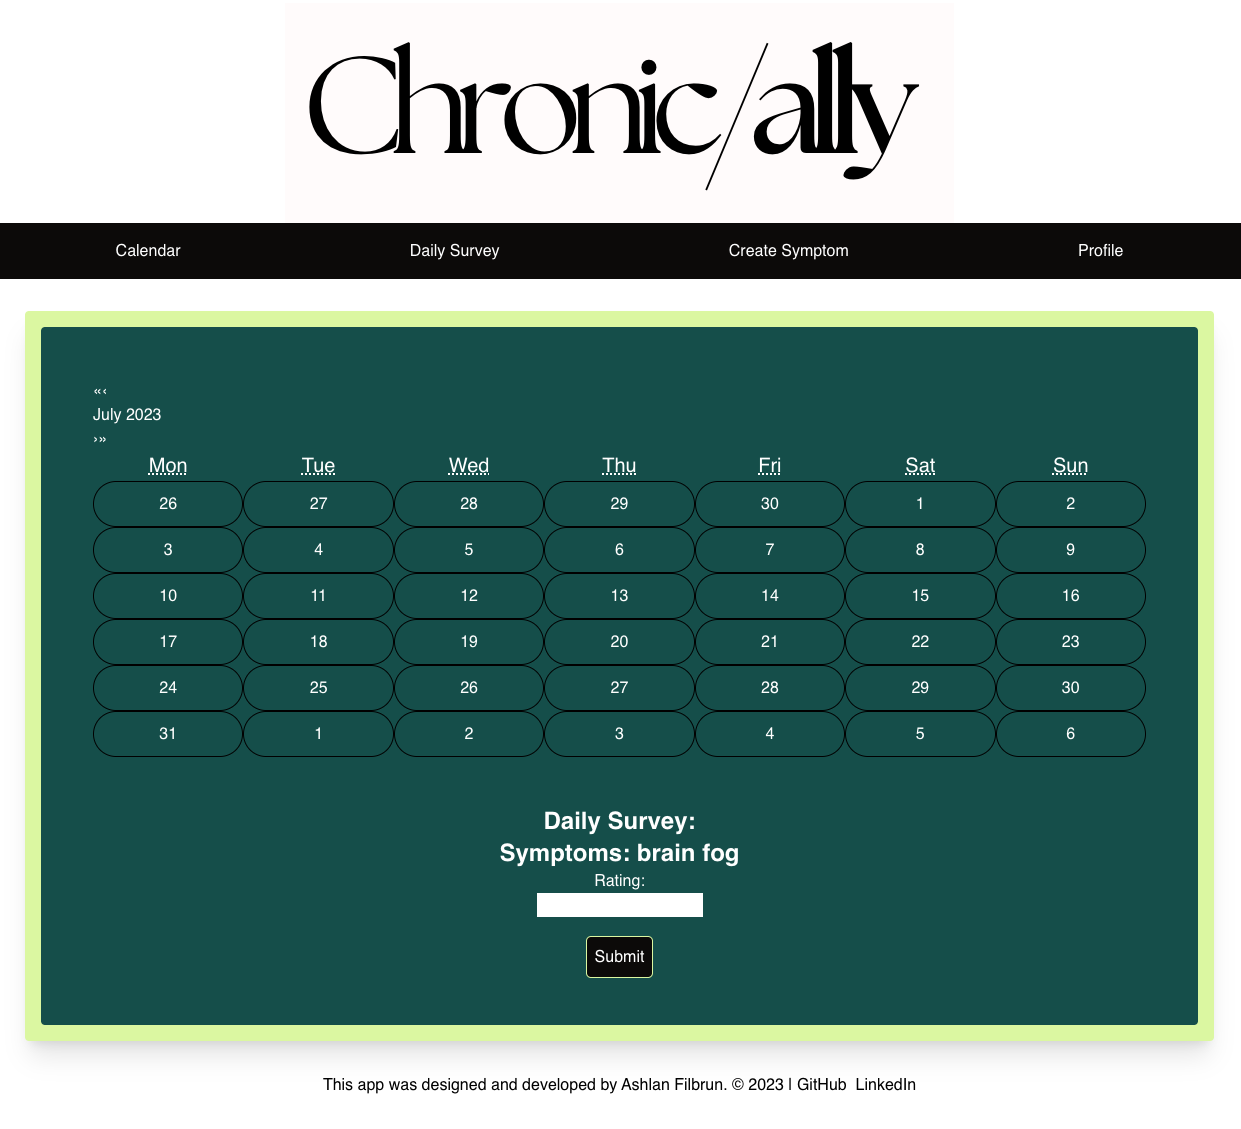 Chronic/ally
Calendar Daily Survey Create Symptom Profile
«‹
July 2023
›»
Mon Tue Wed Thu Fri Sat Sun
26 27 28 29 30 1 2
3 4 5 6 7 8 9
10 11 12 13 14 15 16
17 18 19 20 21 22 23
24 25 26 27 28 29 30
31 1 2 3 4 5 6
Daily Survey:
Symptoms: brain fog
Rating:
Submit
This app was designed and developed by Ashlan Filbrun. © 2023 | GitHub LinkedIn